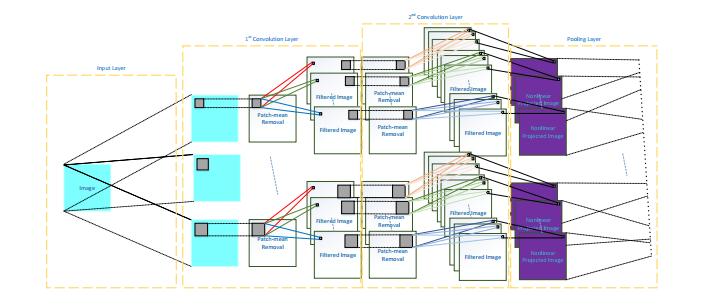 2nd Convolution Layer
1st Convolution Layer
Pooling Layer
Input Layer
Image
Patch-mean
Removal
Filtered Image
Filtered Image
Patch-mean
Removal
Patch-mean
Removal
Filtered Image
Filtered Image
Nonlinear
Projected Image
Nonlinear
Projected Image
Patch-mean
Removal
Filtered Image
Filtered Image
Patch-mean
Removal
Patch-mean
Removal
Filtered Image
Filtered Image
Nonlinear
Projected Image
Nonlinear
Projected Image